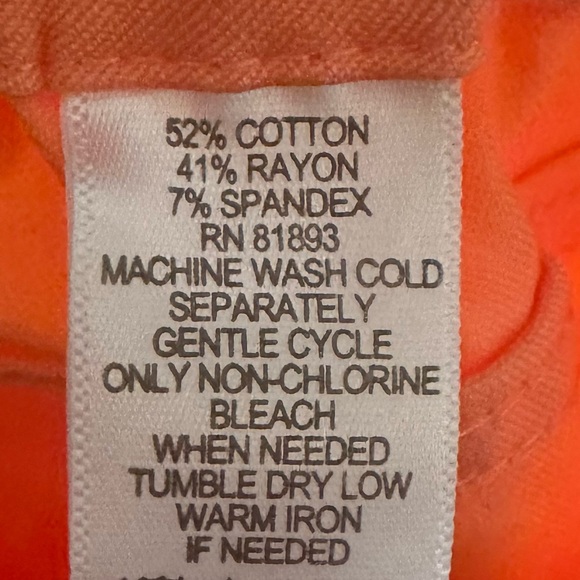 52% COTTON
41% RAYON
7% SPANDEX
RN 81893
MACHINE WASH COLD
SEPARATELY
GENTLE CYCLE
ONLY NON-CHLORINE
BLEACH
WHEN NEEDED
TUMBLE DRY LOW
WARM IRON
IF NEEDED